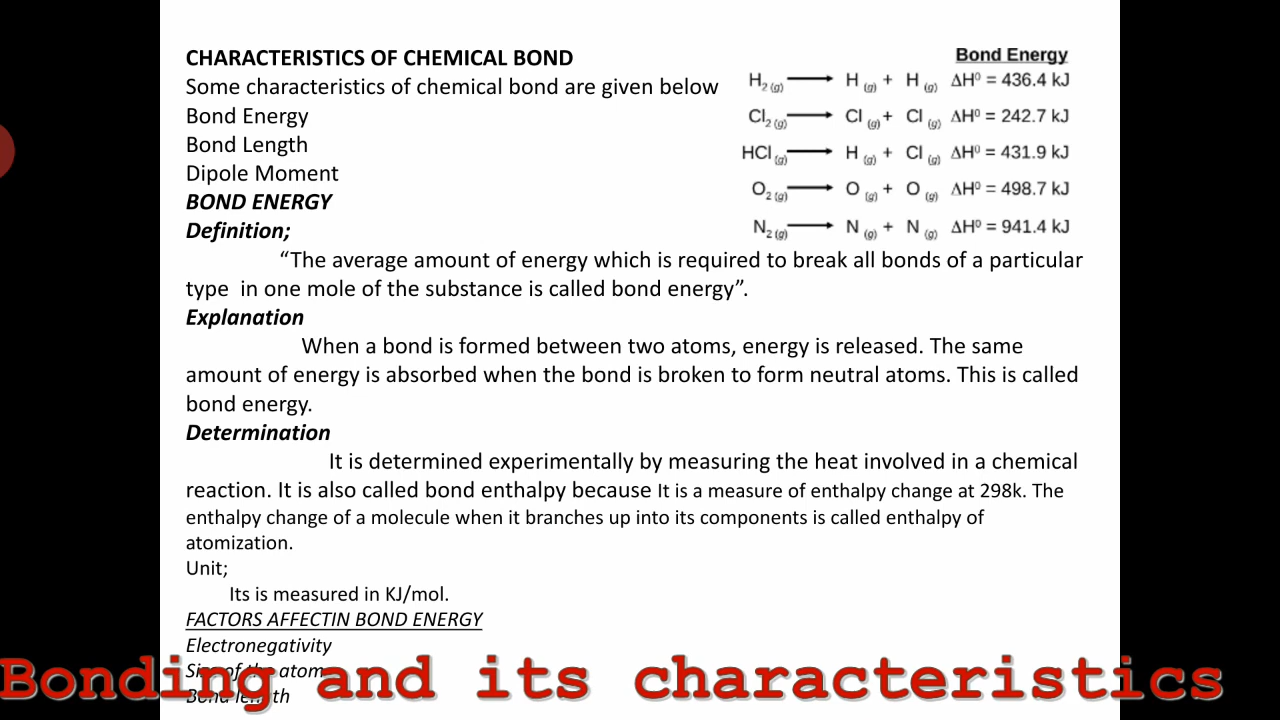 CHARACTERISTICS OF CHEMICAL BOND
Some characteristics of chemical bond are given below
Bond Energy
Bond Length
Dipole Moment
Bond Energy
H₂ (g) ⟶ H (g) + H (g) ΔH⁰ = 436.4 kJ
Cl₂ (g) ⟶ Cl (g) + Cl (g) ΔH⁰ = 242.7 kJ
HCl (g) ⟶ H (g) + Cl (g) ΔH⁰ = 431.9 kJ
O₂ (g) ⟶ O (g) + O (g) ΔH⁰ = 498.7 kJ
N₂ (g) ⟶ N (g) + N (g) ΔH⁰ = 941.4 kJ
BOND ENERGY
Definition;
“The average amount of energy which is required to break all bonds of a particular
type in one mole of the substance is called bond energy”.
Explanation
When a bond is formed between two atoms, energy is released. The same
amount of energy is absorbed when the bond is broken to form neutral atoms. This is called
bond energy.
Determination
It is determined experimentally by measuring the heat involved in a chemical
reaction. It is also called bond enthalpy because It is a measure of enthalpy change at 298k. The
enthalpy change of a molecule when it branches up into its components is called enthalpy of
atomization.
Unit;
Its is measured in KJ/mol.
FACTORS AFFECTIN BOND ENERGY
Electronegativity
Size of the atom
Bond length
Bonding and its characteristics